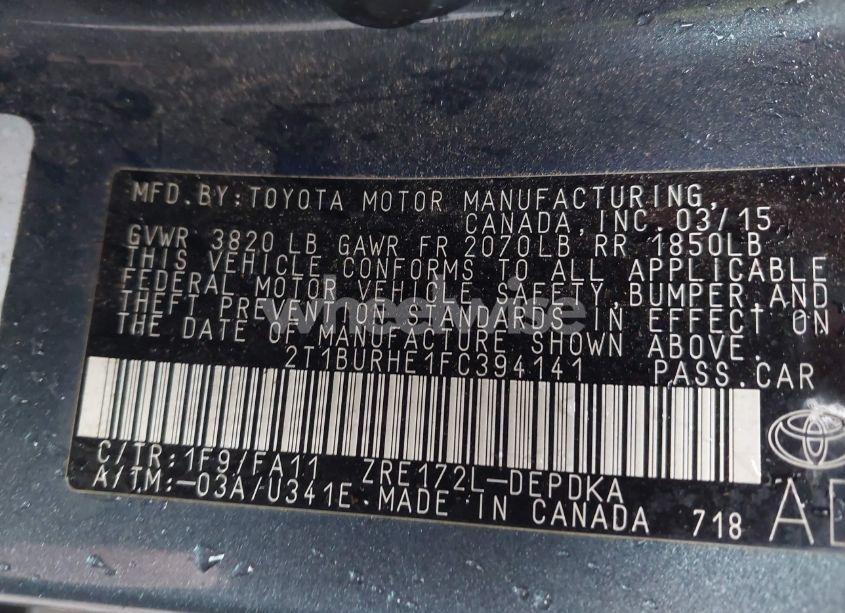 MFD.BY:TOYOTA MOTOR MANUFACTURING,
CANADA, INC. 03/15
GVWR 3820 LB GAWR FR 2070LB RR 1850LB
THIS VEHICLE CONFORMS TO ALL APPLICABLE
FEDERAL MOTOR VEHICLE SAFETY, BUMPER, AND
THEFT PREVENTION STANDARDS IN EFFECT ON
THE DATE OF MANUFACTURE SHOWN ABOVE.
wheelwise
2T1BURHE1FC394141 PASS.CAR
C/TR:1F9/FA11 ZRE172L-DEPDKA
A/TM:-03A/U341E MADE IN CANADA 718